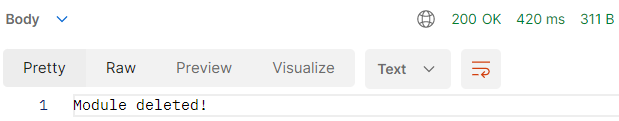 Body 200 OK 420 ms 311 B
Pretty Raw Preview Visualize Text
1 Module deleted!